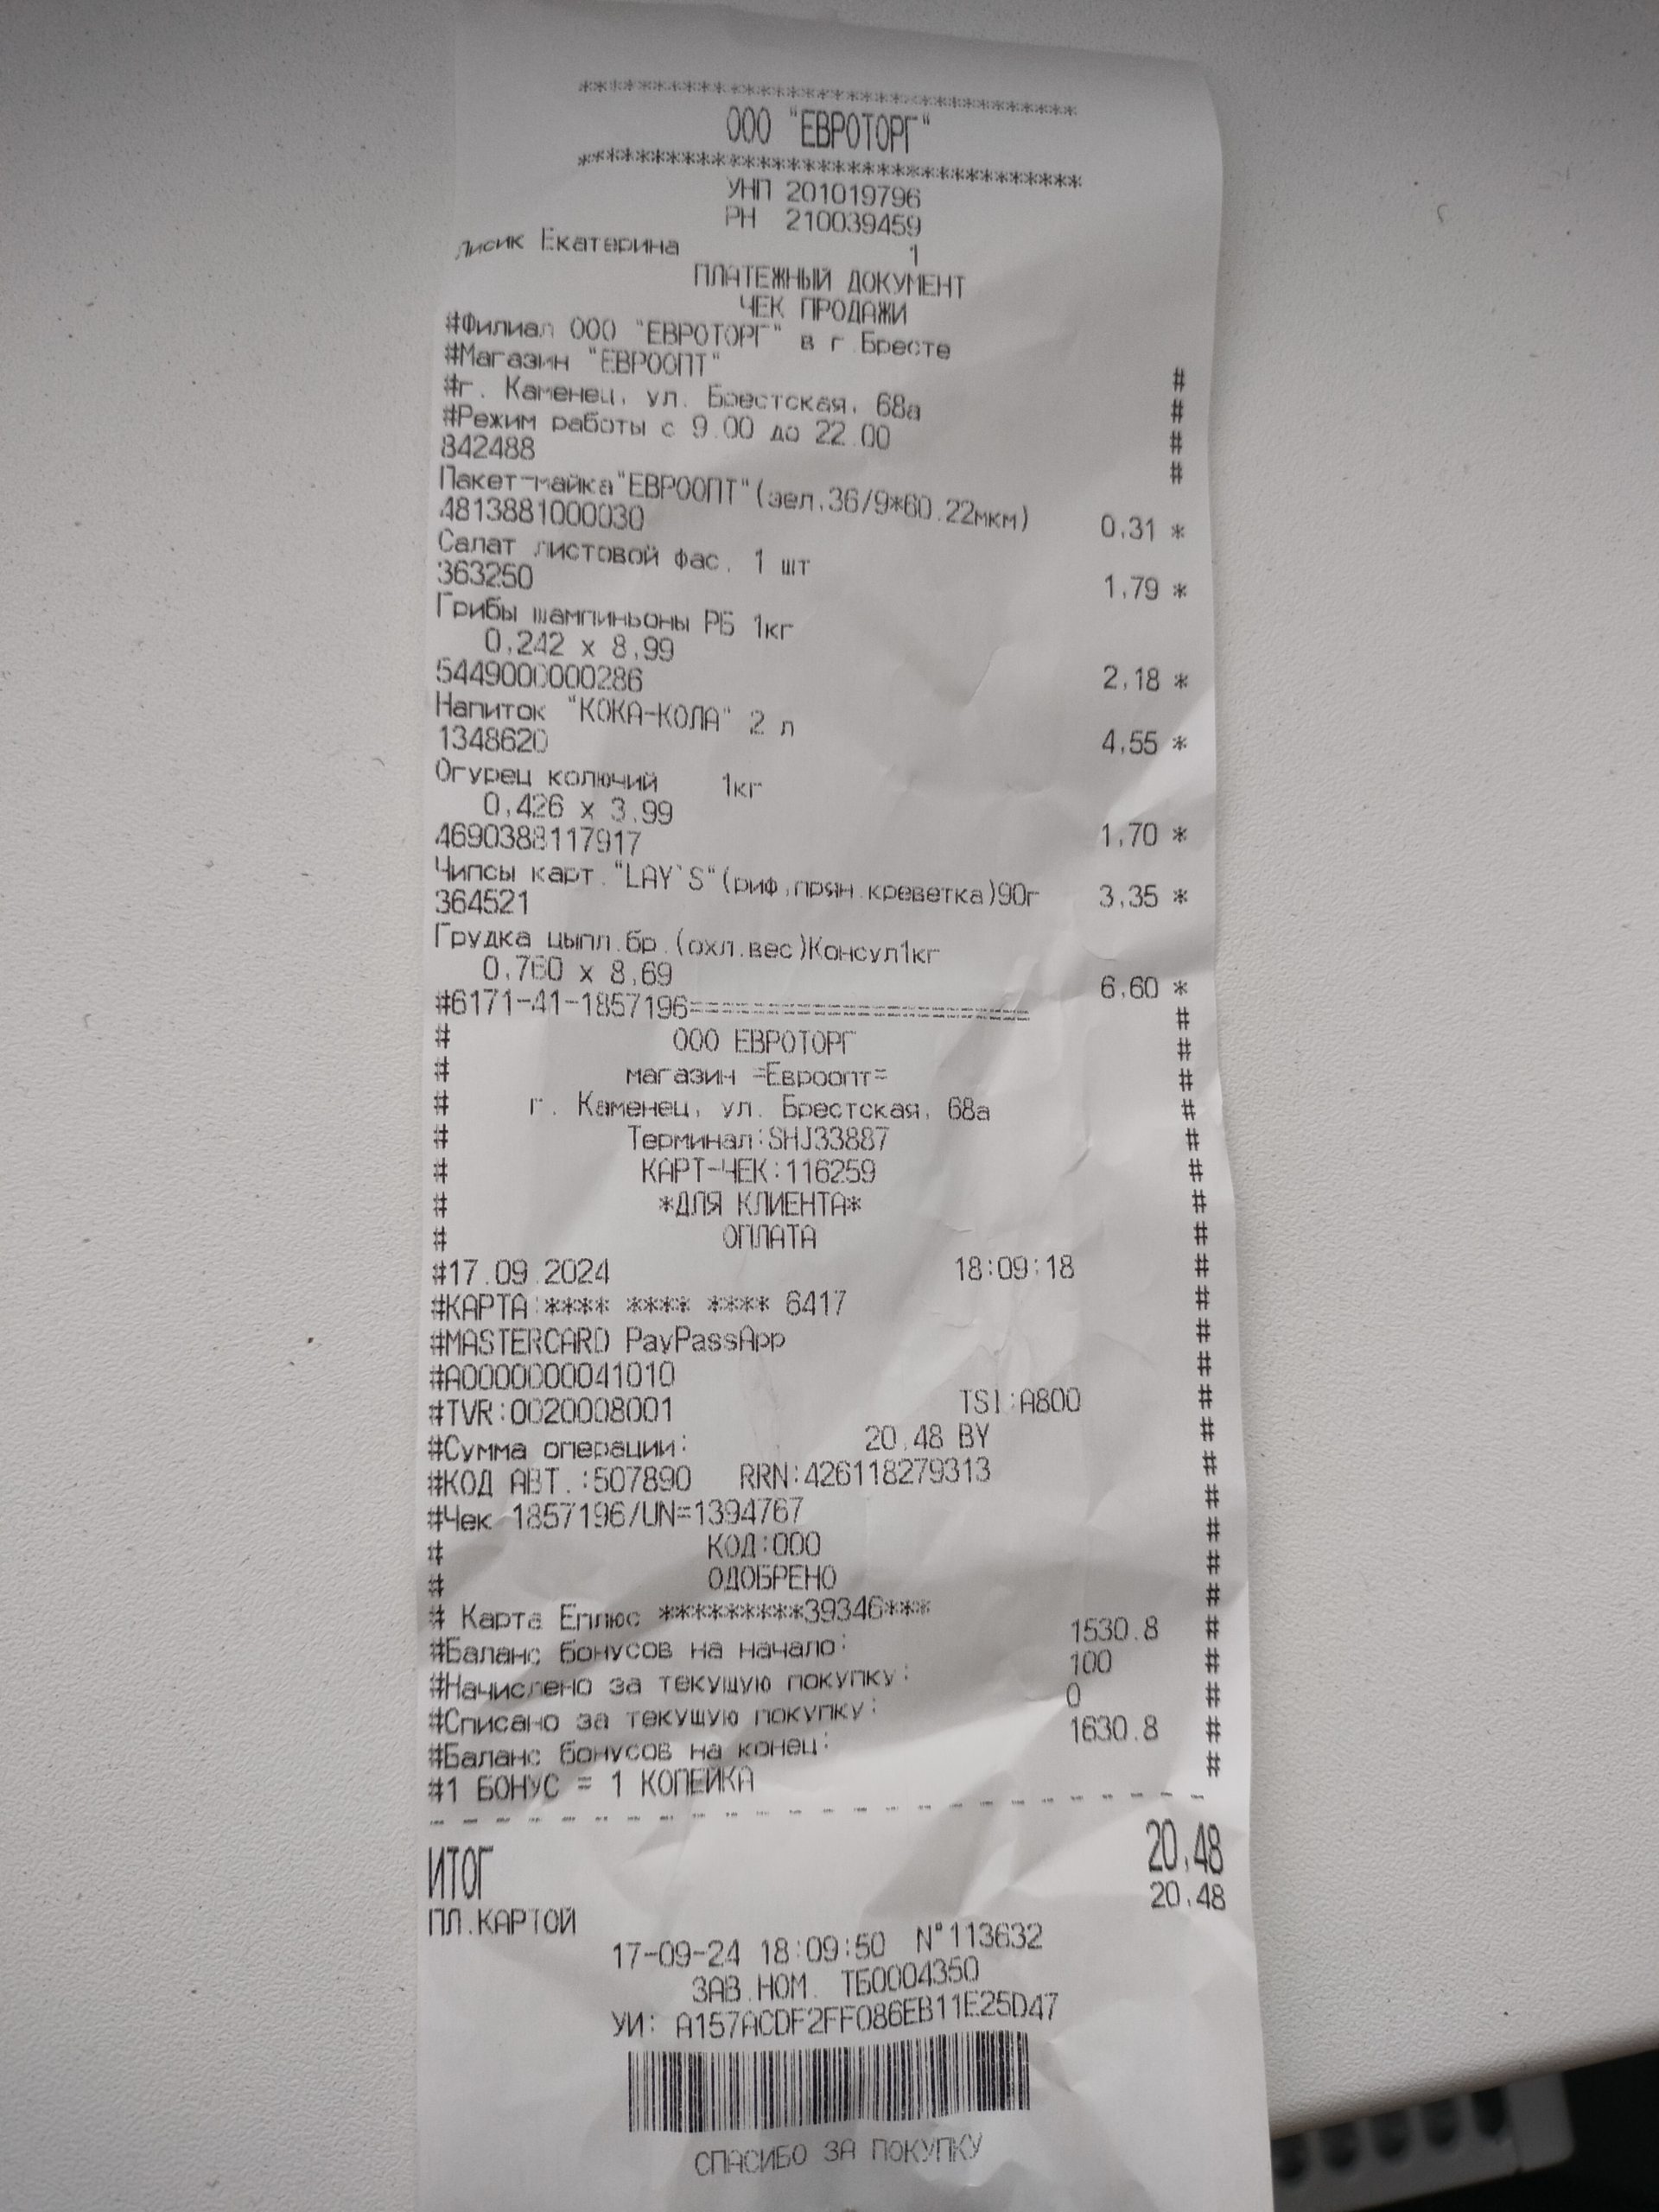 *********************************
ООО "ЕВРОТОРГ"
*********************************
УНП 201019796
РН 210039459
Лисик Екатерина 1
ПЛАТЕЖНЫЙ ДОКУМЕНТ
ЧЕК ПРОДАЖИ
#Филиал ООО "ЕВРОТОРГ" в г.Бресте #
#Магазин "ЕВРООПТ" #
#г. Каменец, ул. Брестская, 68а #
#Режим работы с 9.00 до 22.00 #
842488
Пакет-майка"ЕВРООПТ"(зел.36/9*60.22мкм) 0,31 *
4813881000030
Салат листовой фас. 1 шт 1,79 *
363250
Грибы шампиньоны РБ 1кг
0,242 x 8,99 2,18 *
5449000000286
Напиток "КОКА-КОЛА" 2 л 4,55 *
1348620
Огурец колючий 1кг
0,426 x 3,99 1,70 *
4690388117917
Чипсы карт."LAY`S"(риф,прян.креветка)90г 3,35 *
364521
Грудка цыпл.бр.(охл.вес)Консул1кг
0,760 x 8,69 6,60 *
#6171-41-1857196======================== #
# ООО ЕВРОТОРГ #
# магазин =Евроопт= #
# г. Каменец, ул. Брестская, 68а #
# Терминал:SHJ33887 #
# КАРТ-ЧЕК:116259 #
# *ДЛЯ КЛИЕНТА* #
# ОПЛАТА #
#17.09.2024 18:09:18 #
#КАРТА:**** **** **** 6417 #
#MASTERCARD PayPassApp #
#A0000000041010 #
#TVR:0020008001 TSI:A800 #
#Сумма операции: 20.48 BY #
#КОД АВТ.:507890 RRN:426118279313 #
#Чек 1857196/UN=1394767 #
# КОД:000 #
# ОДОБРЕНО #
# Карта Еплюс *********39346*** #
#Баланс бонусов на начало: 1530.8 #
#Начислено за текущую покупку: 100 #
#Списано за текущую покупку: 0 #
#Баланс бонусов на конец: 1630.8 #
#1 БОНУС = 1 КОПЕЙКА #
ИТОГ 20,48
ПЛ.КАРТОЙ 20,48
17-09-24 18:09:50 N°113632
ЗАВ.НОМ. ТБ0004350
УИ: A157ACDF2FF086EB11E25D47
СПАСИБО ЗА ПОКУПКУ